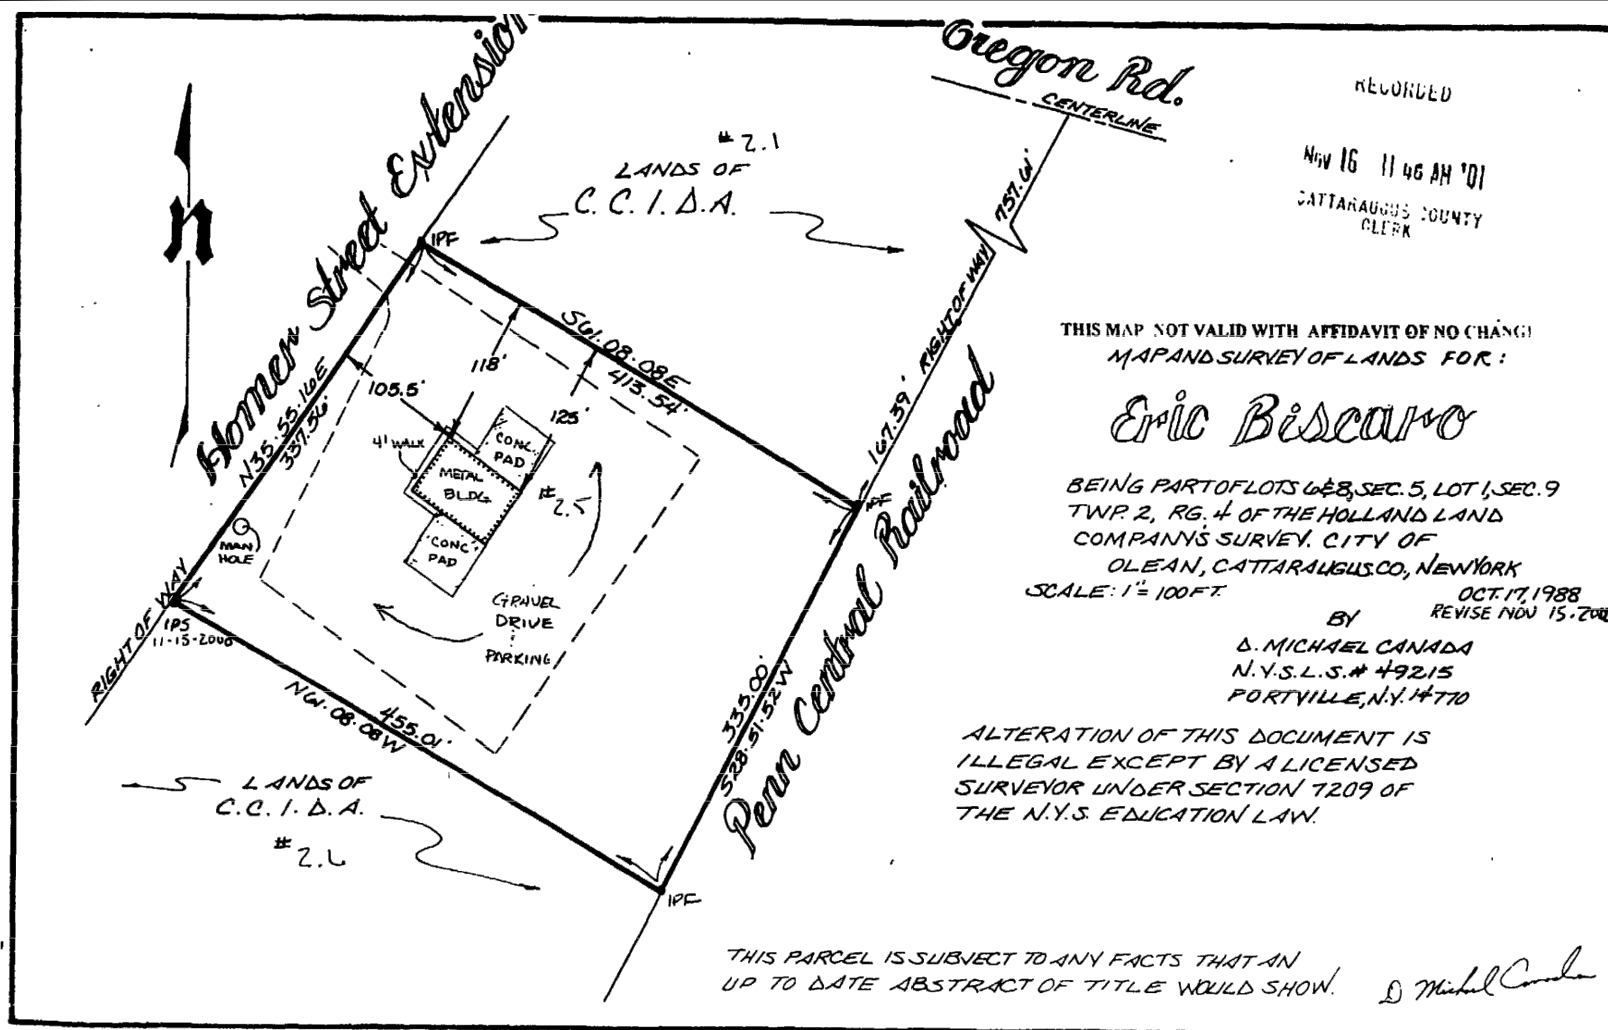 Oregon Rd.
CENTERLINE
RECORDED
NOV 16 11 46 AM '01
CATTARAUGUS COUNTY
CLERK
Homer Street Extension
# 2.1
LANDS OF
C. C. I. D. A.
757.61'
IPF
RIGHT OF WAY
167.39'
THIS MAP NOT VALID WITH AFFIDAVIT OF NO CHANGE
MAP AND SURVEY OF LANDS FOR:
Eric Biscaro
S61.08.08E
413.54'
118'
105.5'
125'
N35.55.16E
337.56'
41 WALK
CONC.
PAD
METAL
BLDG
# 2.5
CONC
PAD
MAN
HOLE
IPF
Penn Central Railroad
BEING PART OF LOTS 6&8, SEC. 5, LOT 1, SEC. 9
TWP. 2, RG. 4 OF THE HOLLAND LAND
COMPANY'S SURVEY. CITY OF
OLEAN, CATTARAUGUS CO., NEW YORK
SCALE: 1"= 100 FT.
OCT. 17, 1988
REVISE NOV 15.2000
BY
D. MICHAEL CANADA
N.Y.S.L.S.# 49215
PORTVILLE, N.Y. 14770
GRAVEL
DRIVE
PARKING
RIGHT OF WAY
IPS
11-15-2000
N61.08.08W
455.01'
335.00'
S28.51.52W
ALTERATION OF THIS DOCUMENT IS
ILLEGAL EXCEPT BY A LICENSED
SURVEYOR UNDER SECTION 7209 OF
THE N.Y.S. EDUCATION LAW.
LANDS OF
C. C. I. D. A.
# 2.6
IPF
THIS PARCEL IS SUBJECT TO ANY FACTS THAT AN
UP TO DATE ABSTRACT OF TITLE WOULD SHOW.
D Michael Canada